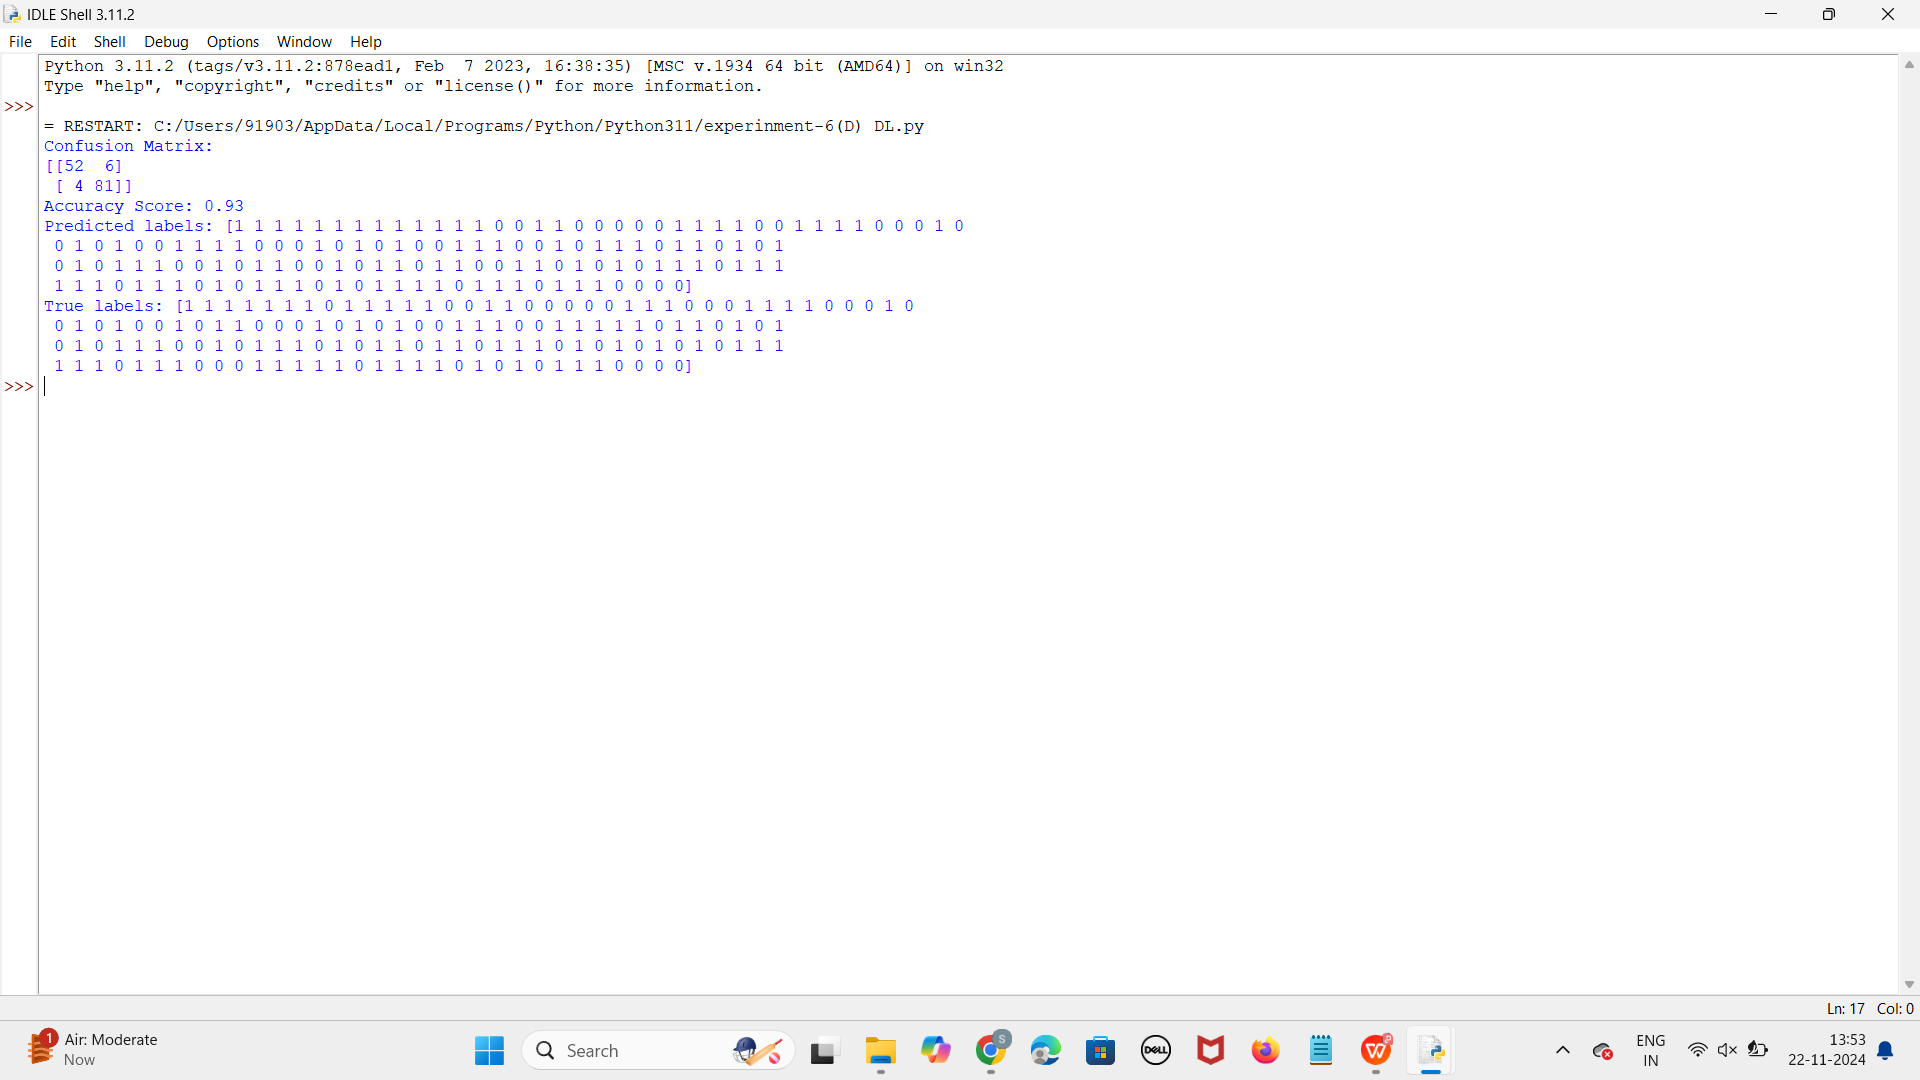 IDLE Shell 3.11.2
File Edit Shell Debug Options Window Help
Python 3.11.2 (tags/v3.11.2:878ead1, Feb  7 2023, 16:38:35) [MSC v.1934 64 bit (AMD64)] on win32
Type "help", "copyright", "credits" or "license()" for more information.
>>>
= RESTART: C:/Users/91903/AppData/Local/Programs/Python/Python311/experinment-6(D) DL.py
Confusion Matrix:
[[52  6]
 [ 4 81]]
Accuracy Score: 0.93
Predicted labels: [1 1 1 1 1 1 1 1 1 1 1 1 1 0 0 1 1 0 0 0 0 0 1 1 1 1 0 0 1 1 1 1 0 0 0 1 0
 0 1 0 1 0 0 1 1 1 1 0 0 0 1 0 1 0 1 0 0 1 1 1 0 0 1 0 1 1 1 0 1 1 0 1 0 1
 0 1 0 1 1 1 0 0 1 0 1 1 0 0 1 0 1 1 0 1 1 0 0 1 1 0 1 0 1 0 1 1 1 0 1 1 1
 1 1 1 0 1 1 1 0 1 0 1 1 1 0 1 0 1 1 1 1 0 1 1 1 0 1 1 1 0 0 0 0]
True labels: [1 1 1 1 1 1 1 0 1 1 1 1 1 0 0 1 1 0 0 0 0 0 1 1 1 0 0 0 1 1 1 1 0 0 0 1 0
 0 1 0 1 0 0 1 0 1 1 0 0 0 1 0 1 0 1 0 0 1 1 1 0 0 1 1 1 1 1 0 1 1 0 1 0 1
 0 1 0 1 1 1 0 0 1 0 1 1 1 0 1 0 1 1 0 1 1 0 1 1 1 0 1 0 1 0 1 0 1 0 1 1 1
 1 1 1 0 1 1 1 0 0 0 1 1 1 1 1 0 1 1 1 1 0 1 0 1 0 1 1 1 0 0 0 0]
>>>
Ln: 17 Col: 0
1 Air: Moderate
Now
Search
S
DELL
W
ENG
IN
13:53
22-11-2024